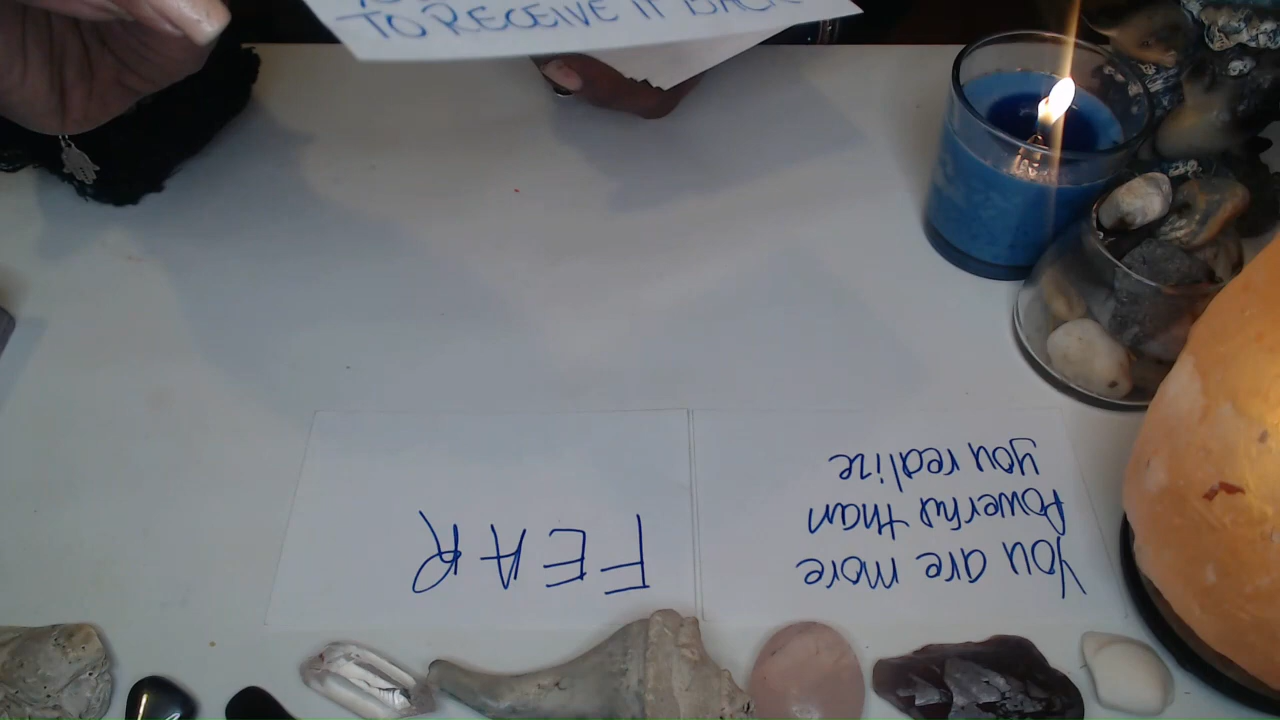 TO RECEIVE IT BACK
You are more
Powerful than
you realize
FEAR